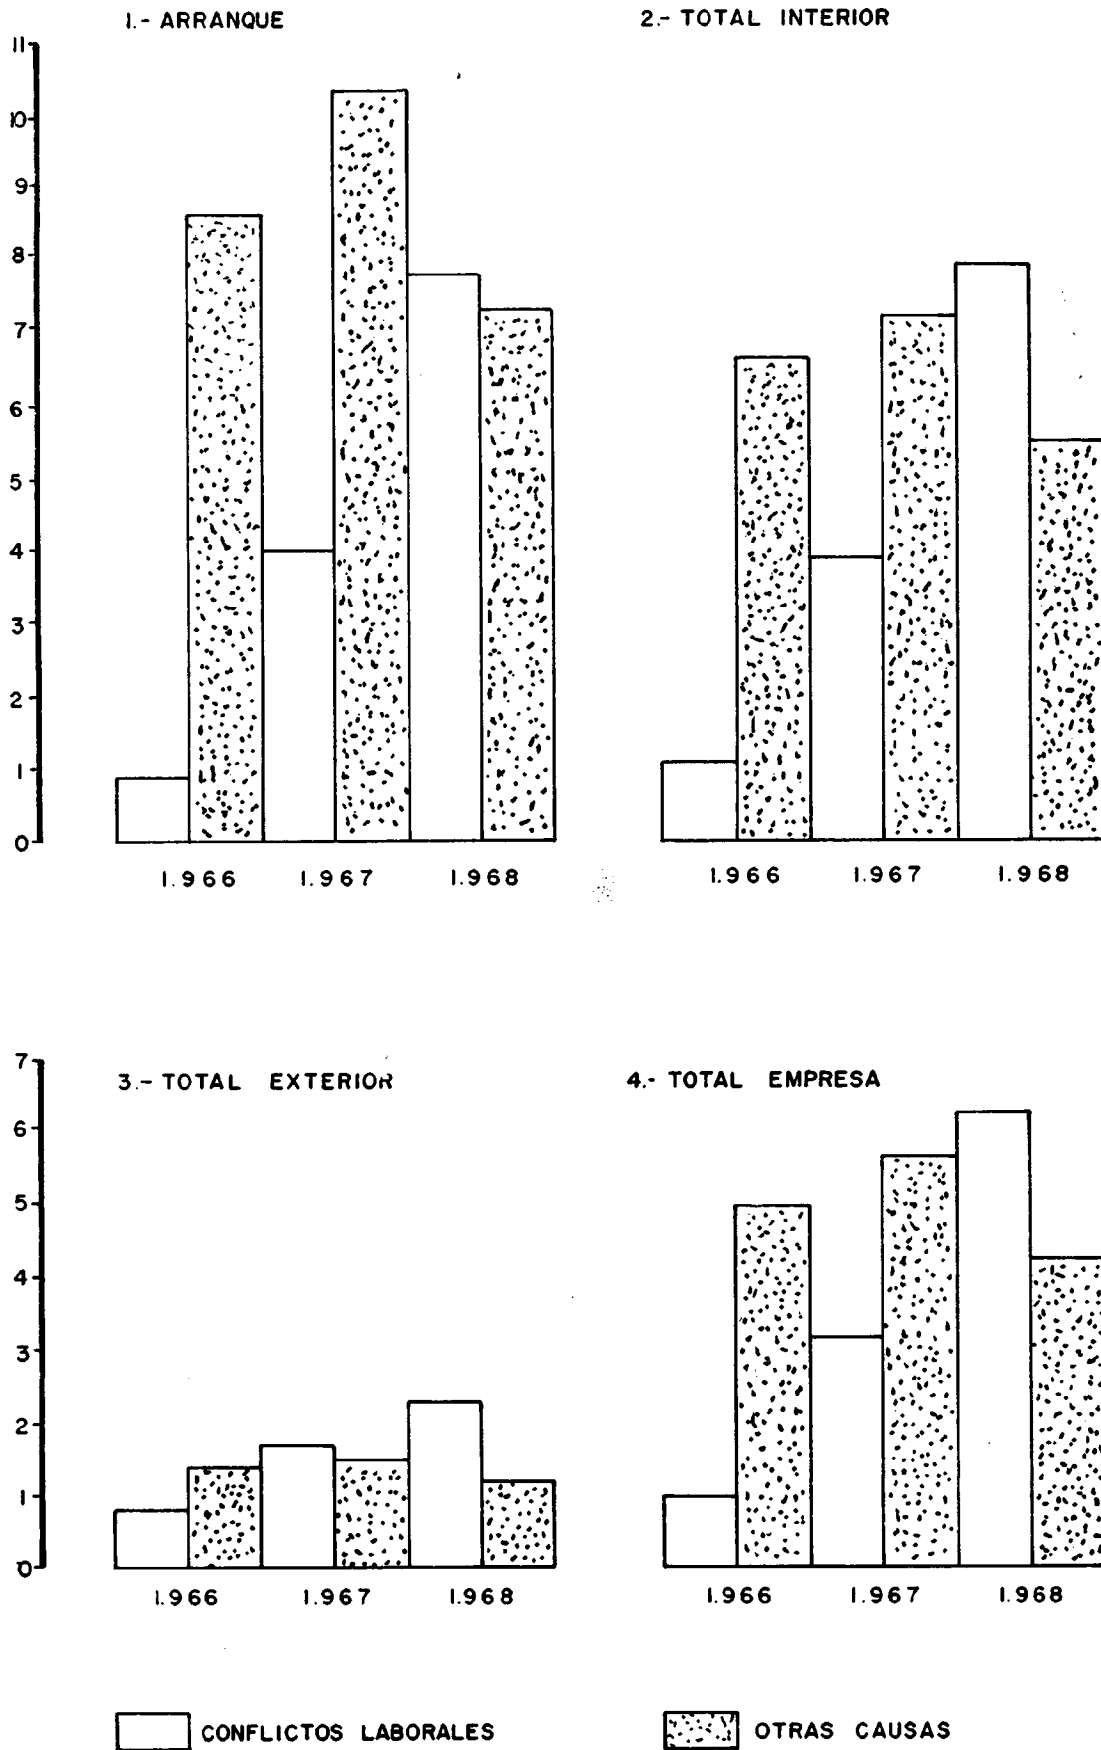 1.- ARRANQUE
2.- TOTAL INTERIOR
11
10
9
8
7
6
5
4
3
2
1
0
1.966 1.967 1.968
1.966 1.967 1.968
3.- TOTAL EXTERIOR
4.- TOTAL EMPRESA
7
6
5
4
3
2
1
0
1.966 1.967 1.968
1.966 1.967 1.968
CONFLICTOS LABORALES
OTRAS CAUSAS